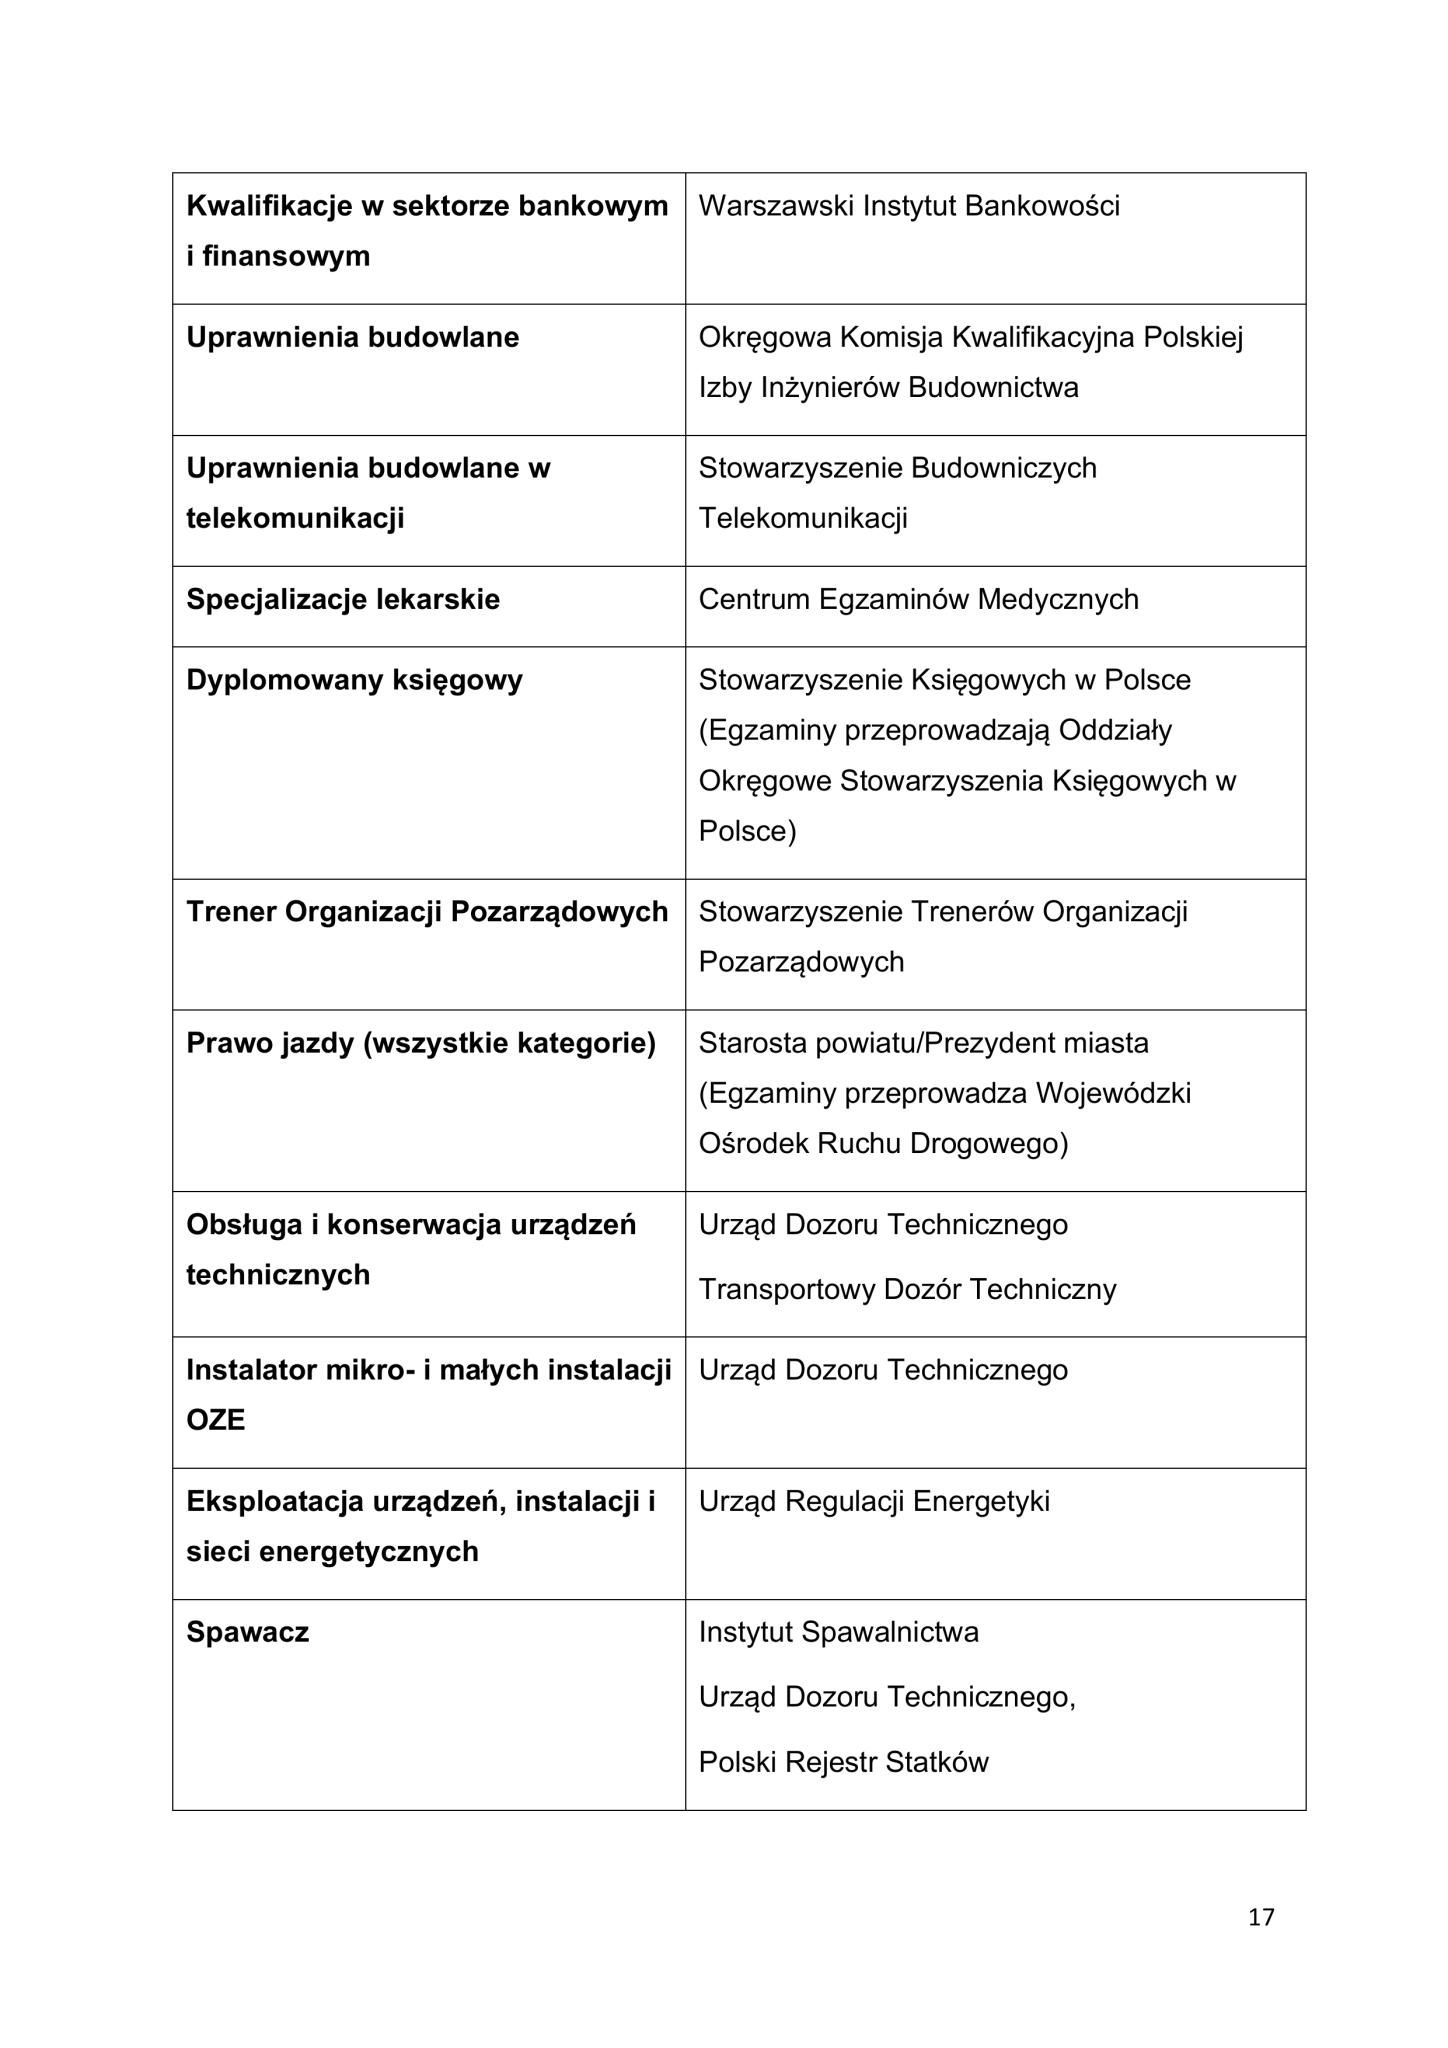 Kwalifikacje w sektorze bankowym
i finansowym
Warszawski Instytut Bankowości
Uprawnienia budowlane
Okręgowa Komisja Kwalifikacyjna Polskiej
Izby Inżynierów Budownictwa
Uprawnienia budowlane w
telekomunikacji
Stowarzyszenie Budowniczych
Telekomunikacji
Specjalizacje lekarskie
Centrum Egzaminów Medycznych
Dyplomowany księgowy
Stowarzyszenie Księgowych w Polsce
(Egzaminy przeprowadzają Oddziały
Okręgowe Stowarzyszenia Księgowych w
Polsce)
Trener Organizacji Pozarządowych
Stowarzyszenie Trenerów Organizacji
Pozarządowych
Prawo jazdy (wszystkie kategorie)
Starosta powiatu/Prezydent miasta
(Egzaminy przeprowadza Wojewódzki
Ośrodek Ruchu Drogowego)
Obsługa i konserwacja urządzeń
technicznych
Urząd Dozoru Technicznego
Transportowy Dozór Techniczny
Instalator mikro- i małych instalacji
OZE
Urząd Dozoru Technicznego
Eksploatacja urządzeń, instalacji i
sieci energetycznych
Urząd Regulacji Energetyki
Spawacz
Instytut Spawalnictwa
Urząd Dozoru Technicznego,
Polski Rejestr Statków
17